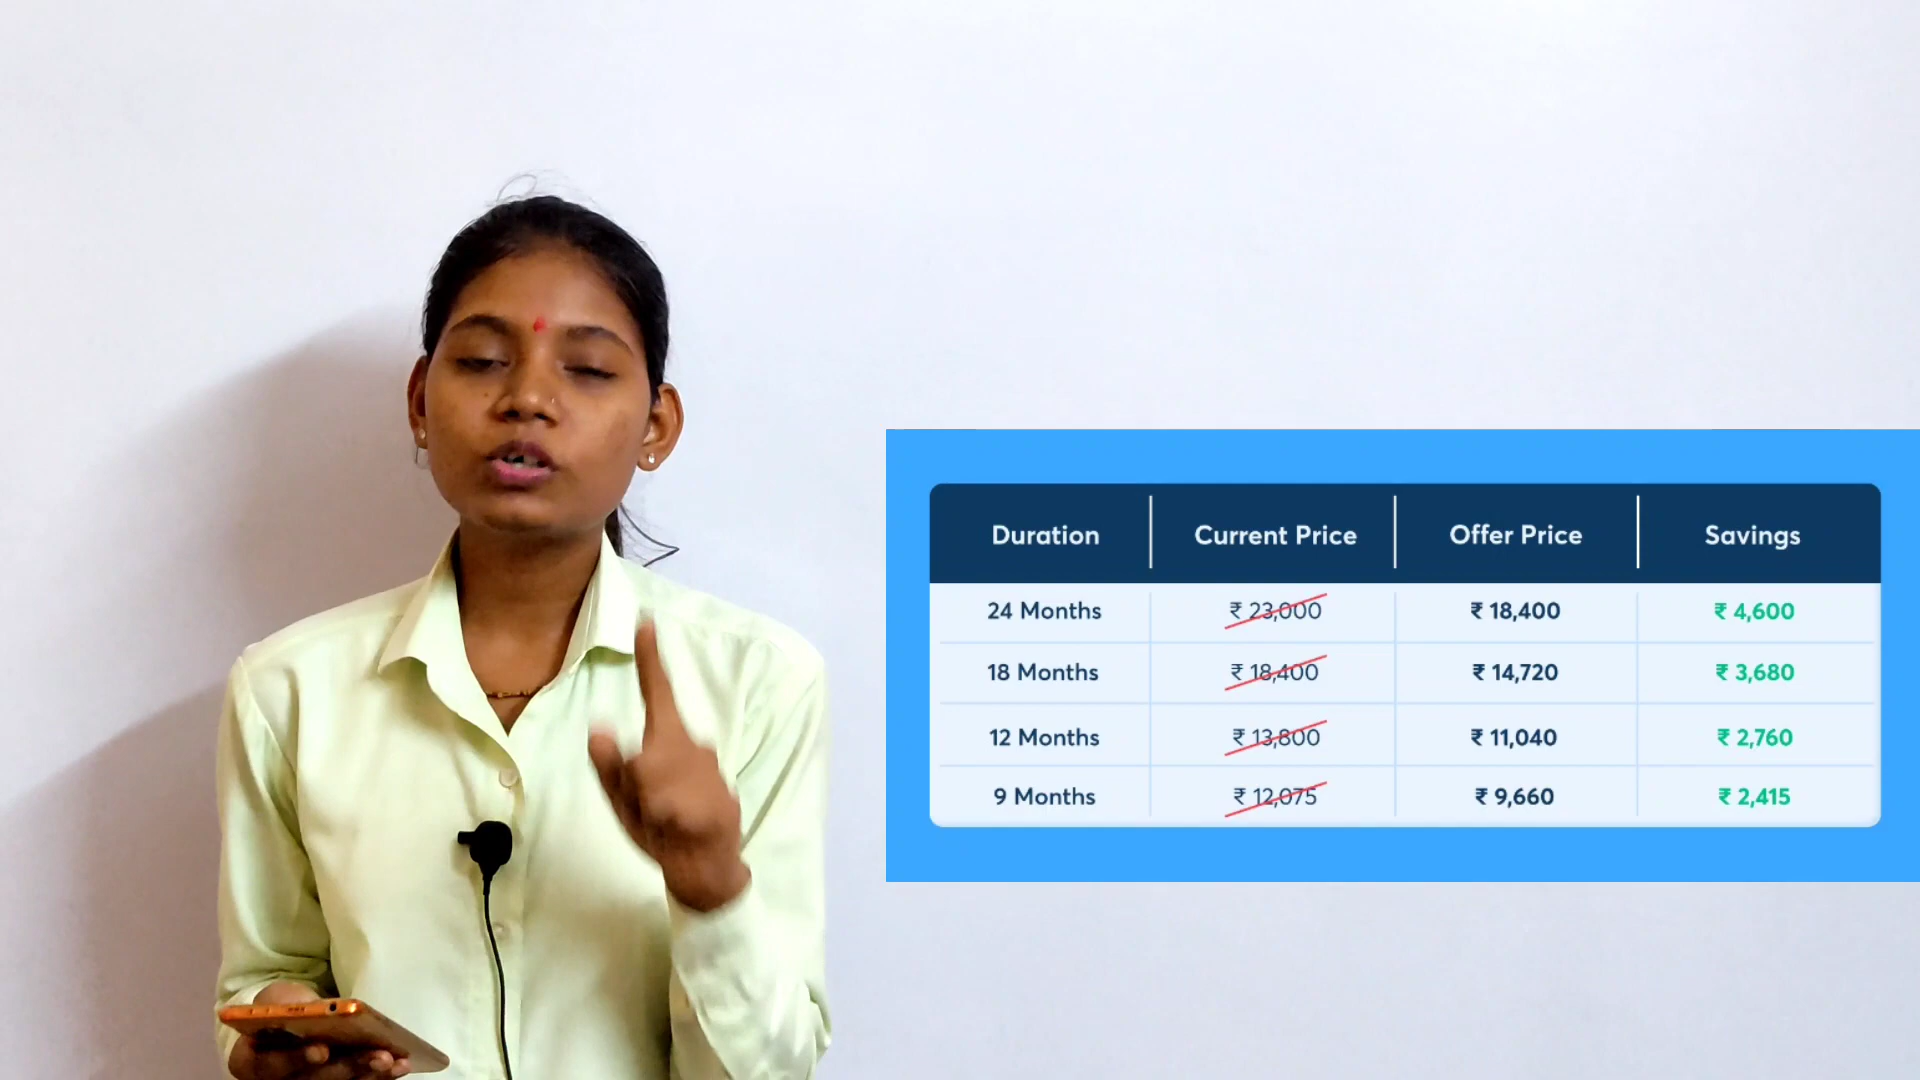 Duration Current Price Offer Price Savings
24 Months ₹ 23,000 ₹ 18,400 ₹ 4,600
18 Months ₹ 18,400 ₹ 14,720 ₹ 3,680
12 Months ₹ 13,800 ₹ 11,040 ₹ 2,760
9 Months ₹ 12,075 ₹ 9,660 ₹ 2,415